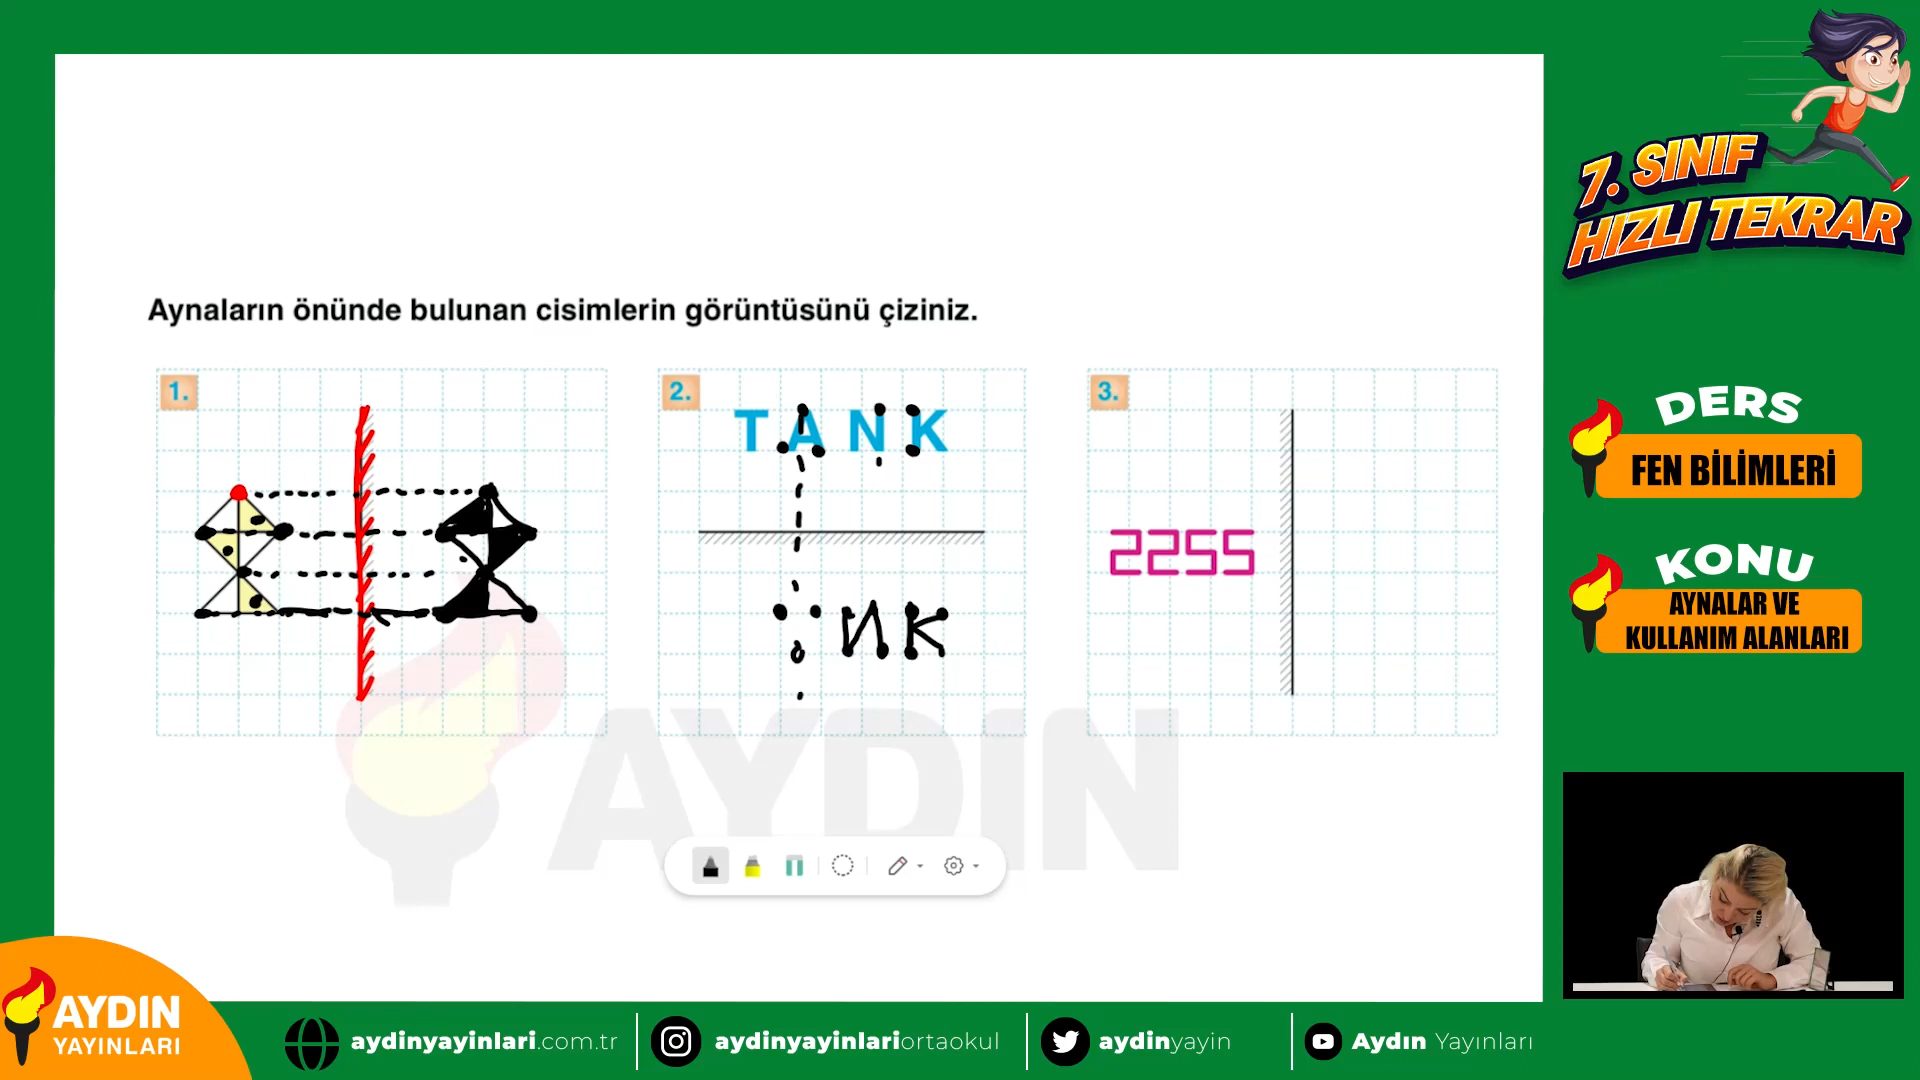 7. SINIF
HIZLI TEKRAR
Aynaların önünde bulunan cisimlerin görüntüsünü çiziniz.
1.
2.
TANK
ИK
3.
2255
DERS
FEN BİLİMLERİ
KONU
AYNALAR VE
KULLANIM ALANLARI
AYDIN
AYDIN
YAYINLARI
aydinyayinlari.com.tr
aydinyayinlariortaokul
aydinyayin
Aydın Yayınları